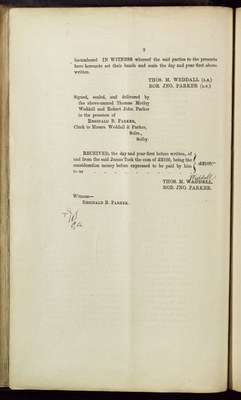 3
incumbered IN WITNESS whereof the said parties to the presents
have hereunto set their hands and seals the day and year first above
written.
THOS. M. WEDDALL (L.S.)
ROB. JNO. PARKER (L.S.)
Signed, sealed, and delivered by
the above-named Thomas Motley
Weddall and Robert John Parker
in the presence of
REGINALD B. PARKER,
Clerk to Messrs. Weddall & Parker,
Solrs.,
Selby.
RECEIVED, the day and year first before written, of
and from the said James Tock the sum of £3100, being the
consideration money before expressed to be paid by him
to us
£3100
Weddall
THOS. M. WADDELL.
ROB. JNO. PARKER.
Witness—
REGINALD B. PARKER.